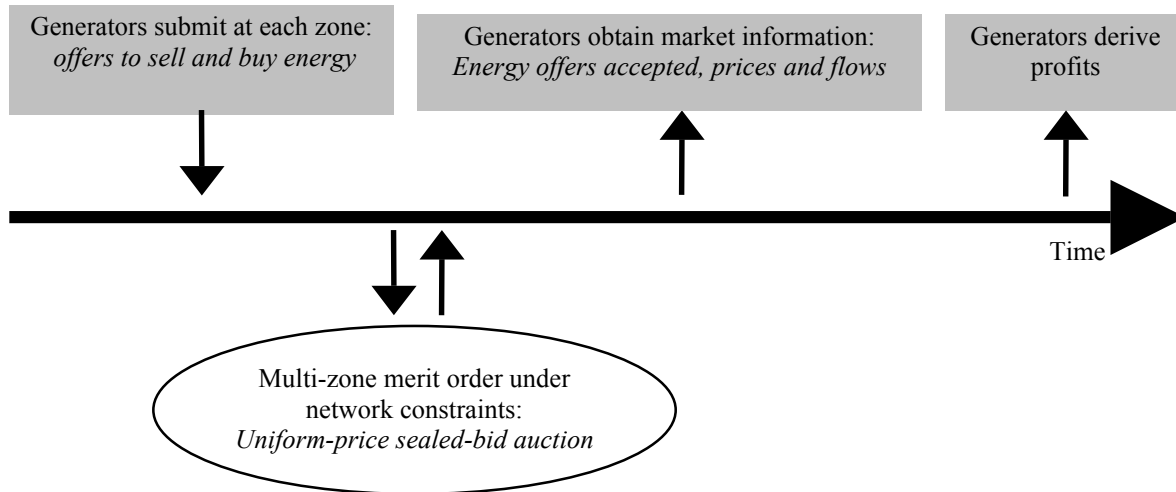 Generators submit at each zone:
offers to sell and buy energy
Generators obtain market information:
Energy offers accepted, prices and flows
Generators derive
profits
Time
Multi-zone merit order under
network constraints:
Uniform-price sealed-bid auction